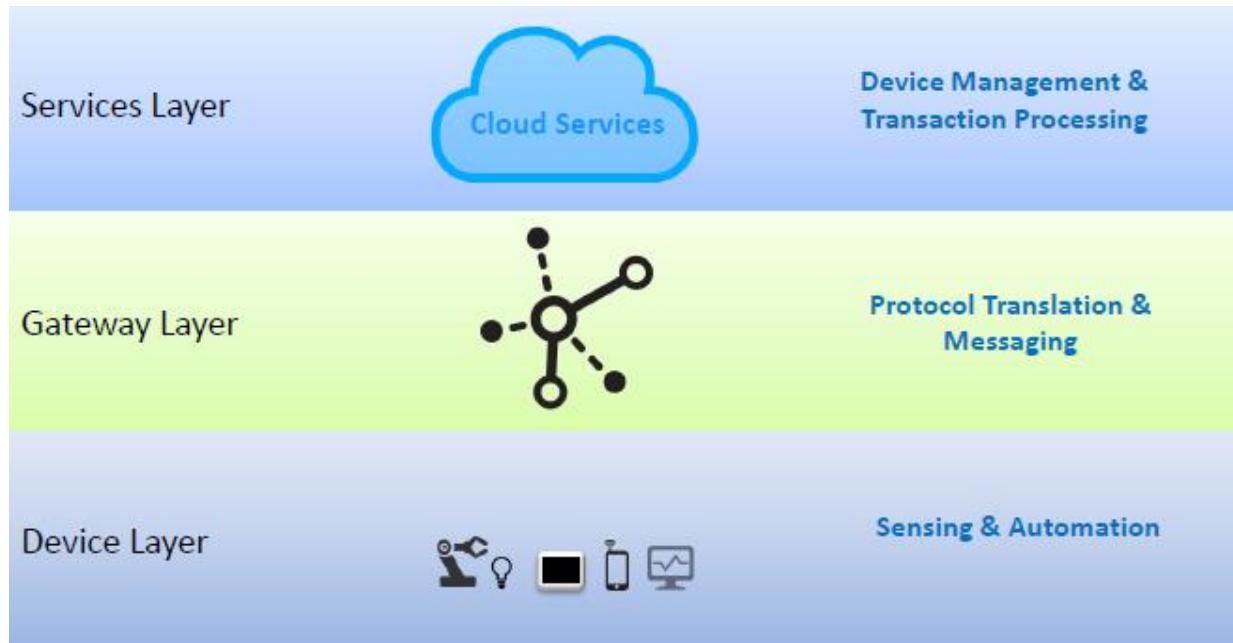 Services Layer
Cloud Services
Device Management &
Transaction Processing
Gateway Layer
Protocol Translation &
Messaging
Device Layer
Sensing & Automation